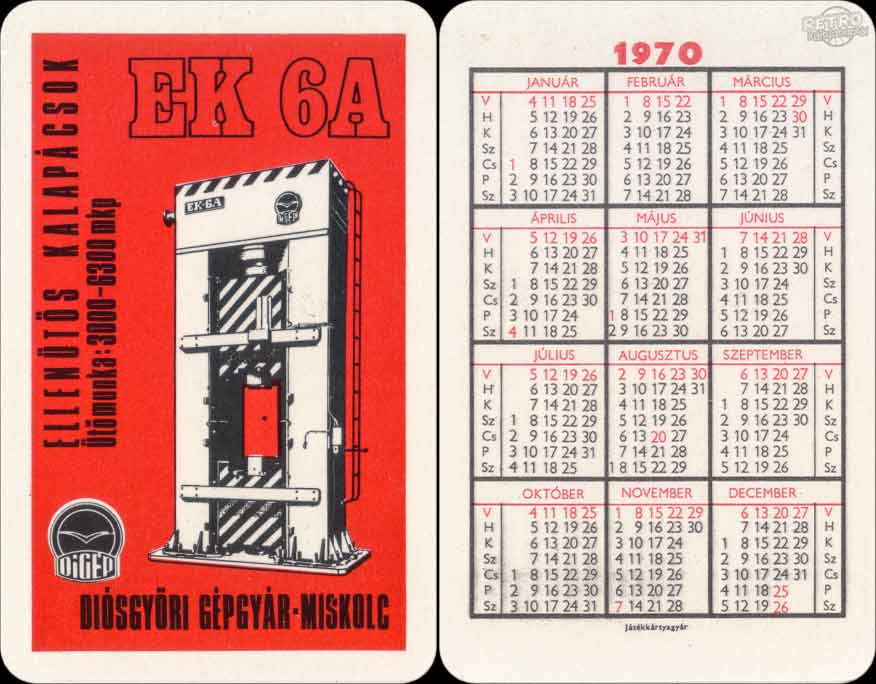 EK 6A
ELLENÜTŐS KALAPÁCSOK
Ütőmunka: 3000-6300 mkp
EK-6A
DIGÉP
DIGÉP
DIÓSGYŐRI GÉPGYÁR-MISKOLC
RETRO
1970
JANUÁR FEBRUÁR MÁRCIUS
V 4 11 18 25 1 8 15 22 1 8 15 22 29 V
H 5 12 19 26 2 9 16 23 2 9 16 23 30 H
K 6 13 20 27 3 10 17 24 3 10 17 24 31 K
Sz 7 14 21 28 4 11 18 25 4 11 18 25 Sz
Cs 1 8 15 22 29 5 12 19 26 5 12 19 26 Cs
P 2 9 16 23 30 6 13 20 27 6 13 20 27 P
Sz 3 10 17 24 31 7 14 21 28 7 14 21 28 Sz
ÁPRILIS MÁJUS JÚNIUS
V 5 12 19 26 3 10 17 24 31 7 14 21 28 V
H 6 13 20 27 4 11 18 25 1 8 15 22 29 H
K 7 14 21 28 5 12 19 26 2 9 16 23 30 K
Sz 1 8 15 22 29 6 13 20 27 3 10 17 24 Sz
Cs 2 9 16 23 30 7 14 21 28 4 11 18 25 Cs
P 3 10 17 24 1 8 15 22 29 5 12 19 26 P
Sz 4 11 18 25 2 9 16 23 30 6 13 20 27 Sz
JÚLIUS AUGUSZTUS SZEPTEMBER
V 5 12 19 26 2 9 16 23 30 6 13 20 27 V
H 6 13 20 27 3 10 17 24 31 7 14 21 28 H
K 7 14 21 28 4 11 18 25 1 8 15 22 29 K
Sz 1 8 15 22 29 5 12 19 26 2 9 16 23 30 Sz
Cs 2 9 16 23 30 6 13 20 27 3 10 17 24 Cs
P 3 10 17 24 31 7 14 21 28 4 11 18 25 P
Sz 4 11 18 25 1 8 15 22 29 5 12 19 26 Sz
OKTÓBER NOVEMBER DECEMBER
V 4 11 18 25 1 8 15 22 29 6 13 20 27 V
H 5 12 19 26 2 9 16 23 30 7 14 21 28 H
K 6 13 20 27 3 10 17 24 1 8 15 22 29 K
Sz 7 14 21 28 4 11 18 25 2 9 16 23 30 Sz
Cs 1 8 15 22 29 5 12 19 26 3 10 17 24 31 Cs
P 2 9 16 23 30 6 13 20 27 4 11 18 25 P
Sz 3 10 17 24 31 7 14 21 28 5 12 19 26 Sz
Játékkártyagyár